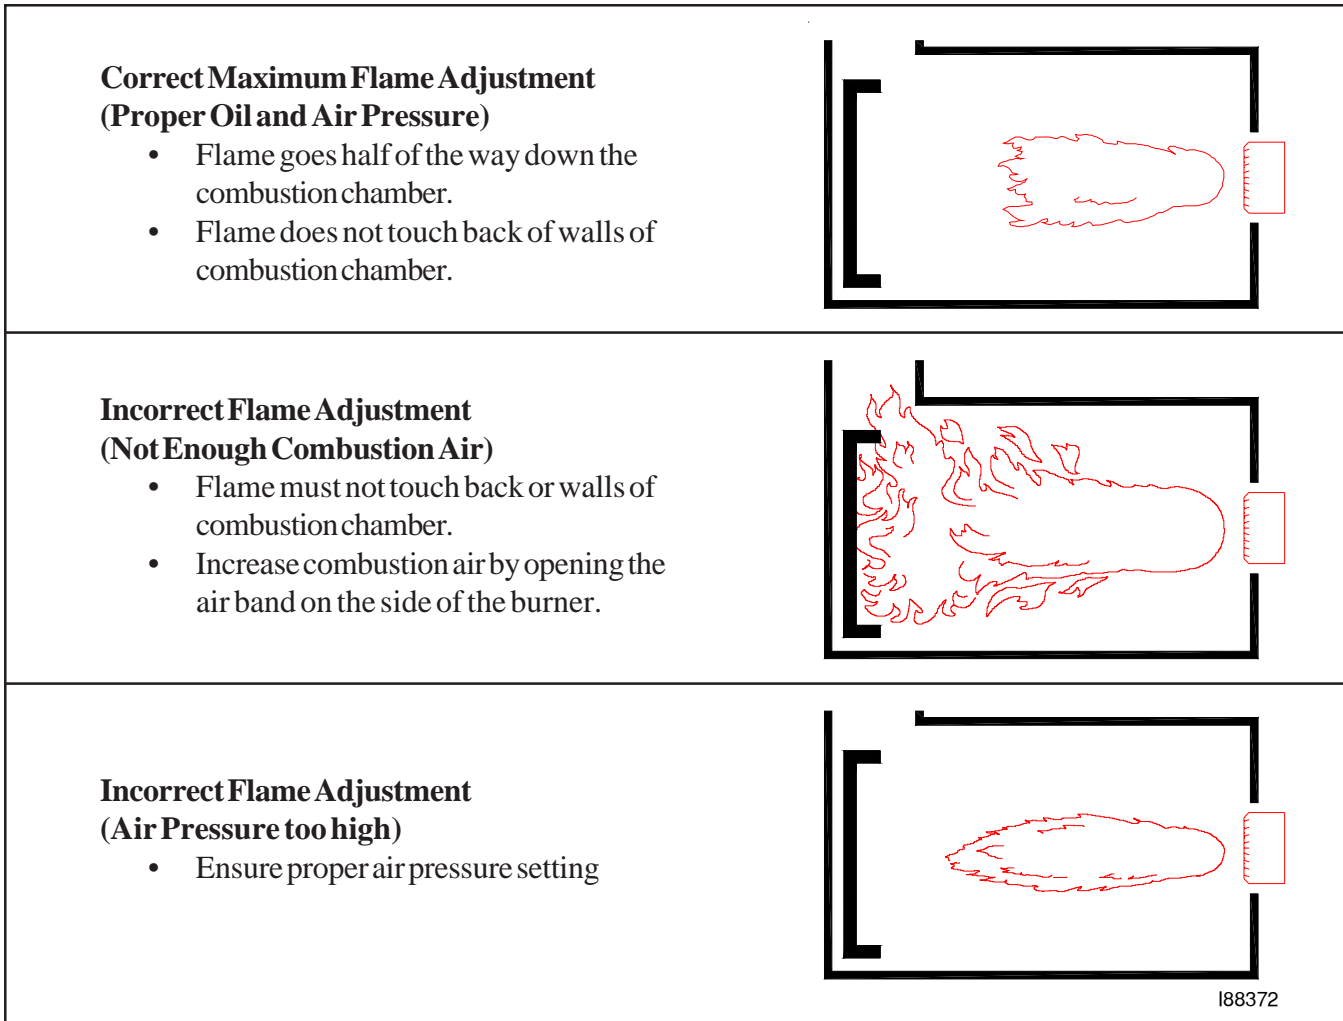 Correct Maximum Flame Adjustment
(Proper Oil and Air Pressure)
• Flame goes half of the way down the
combustion chamber.
• Flame does not touch back of walls of
combustion chamber.
Incorrect Flame Adjustment
(Not Enough Combustion Air)
• Flame must not touch back or walls of
combustion chamber.
• Increase combustion air by opening the
air band on the side of the burner.
Incorrect Flame Adjustment
(Air Pressure too high)
• Ensure proper air pressure setting
I88372